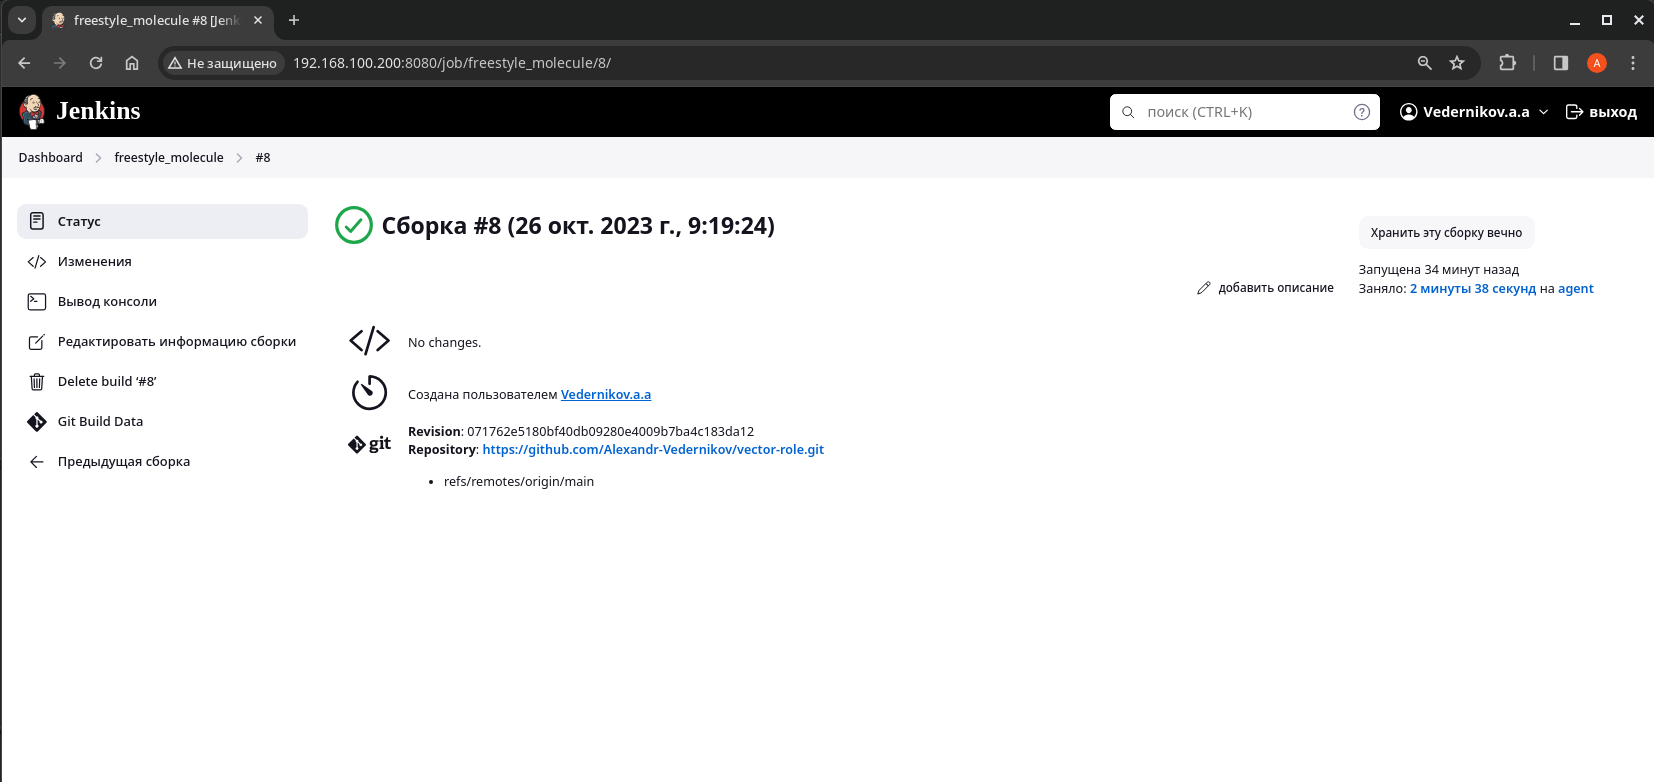 freestyle_molecule #8 [Jenk
Не защищено
192.168.100.200:8080/job/freestyle_molecule/8/
A
Jenkins
поиск (CTRL+K)
?
Vedernikov.a.a
выход
Dashboard
freestyle_molecule
#8
Статус
Изменения
Вывод консоли
Редактировать информацию сборки
Delete build ‘#8’
Git Build Data
Предыдущая сборка
Сборка #8 (26 окт. 2023 г., 9:19:24)
добавить описание
Хранить эту сборку вечно
Запущена 34 минут назад
Заняло: 2 минуты 38 секунд на agent
No changes.
Создана пользователем Vedernikov.a.a
git
Revision: 071762e5180bf40db09280e4009b7ba4c183da12
Repository: https://github.com/Alexandr-Vedernikov/vector-role.git
• refs/remotes/origin/main